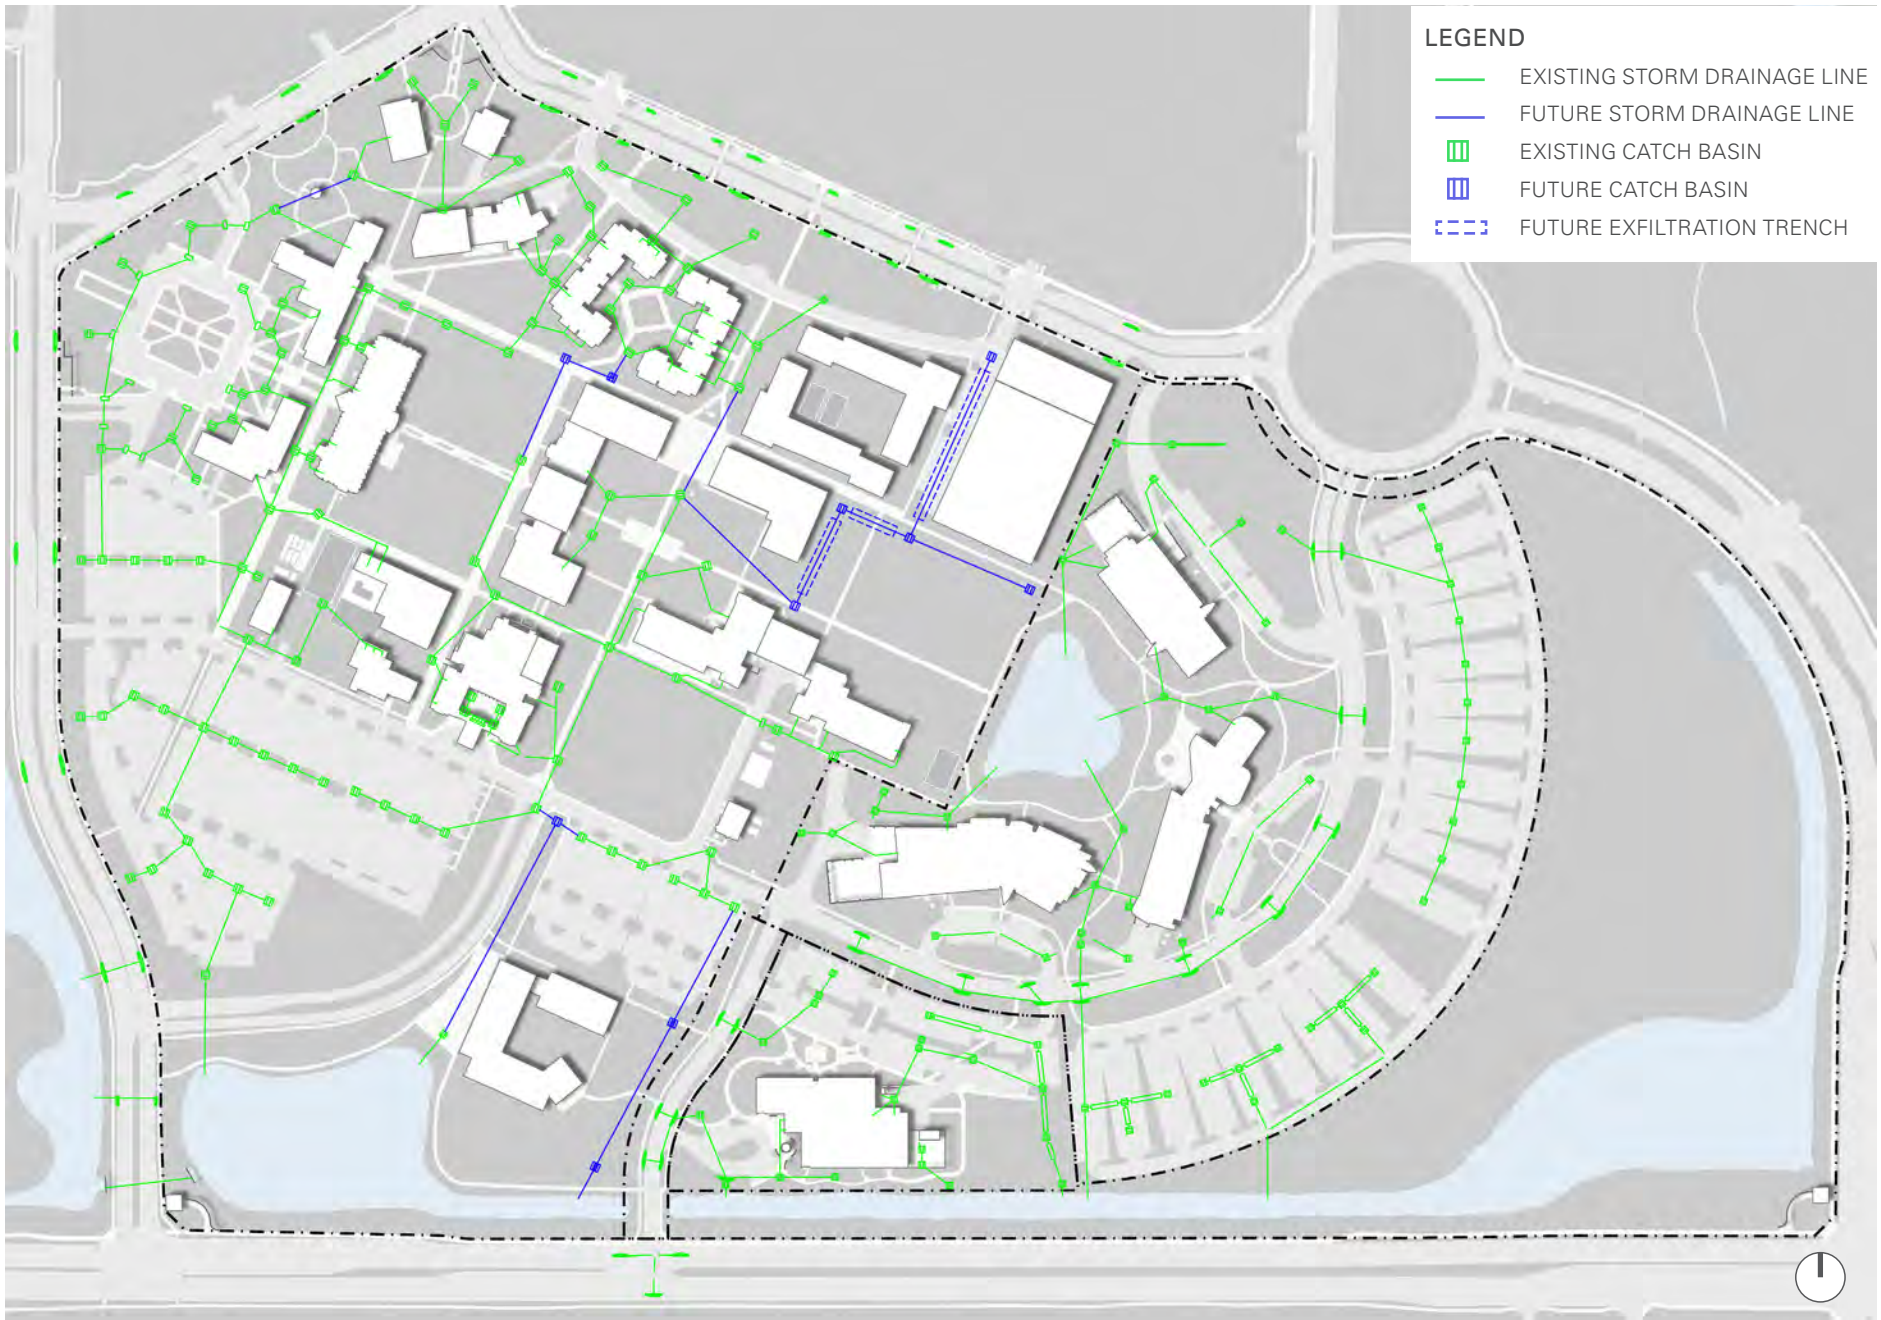 LEGEND
EXISTING STORM DRAINAGE LINE
FUTURE STORM DRAINAGE LINE
EXISTING CATCH BASIN
FUTURE CATCH BASIN
FUTURE EXFILTRATION TRENCH